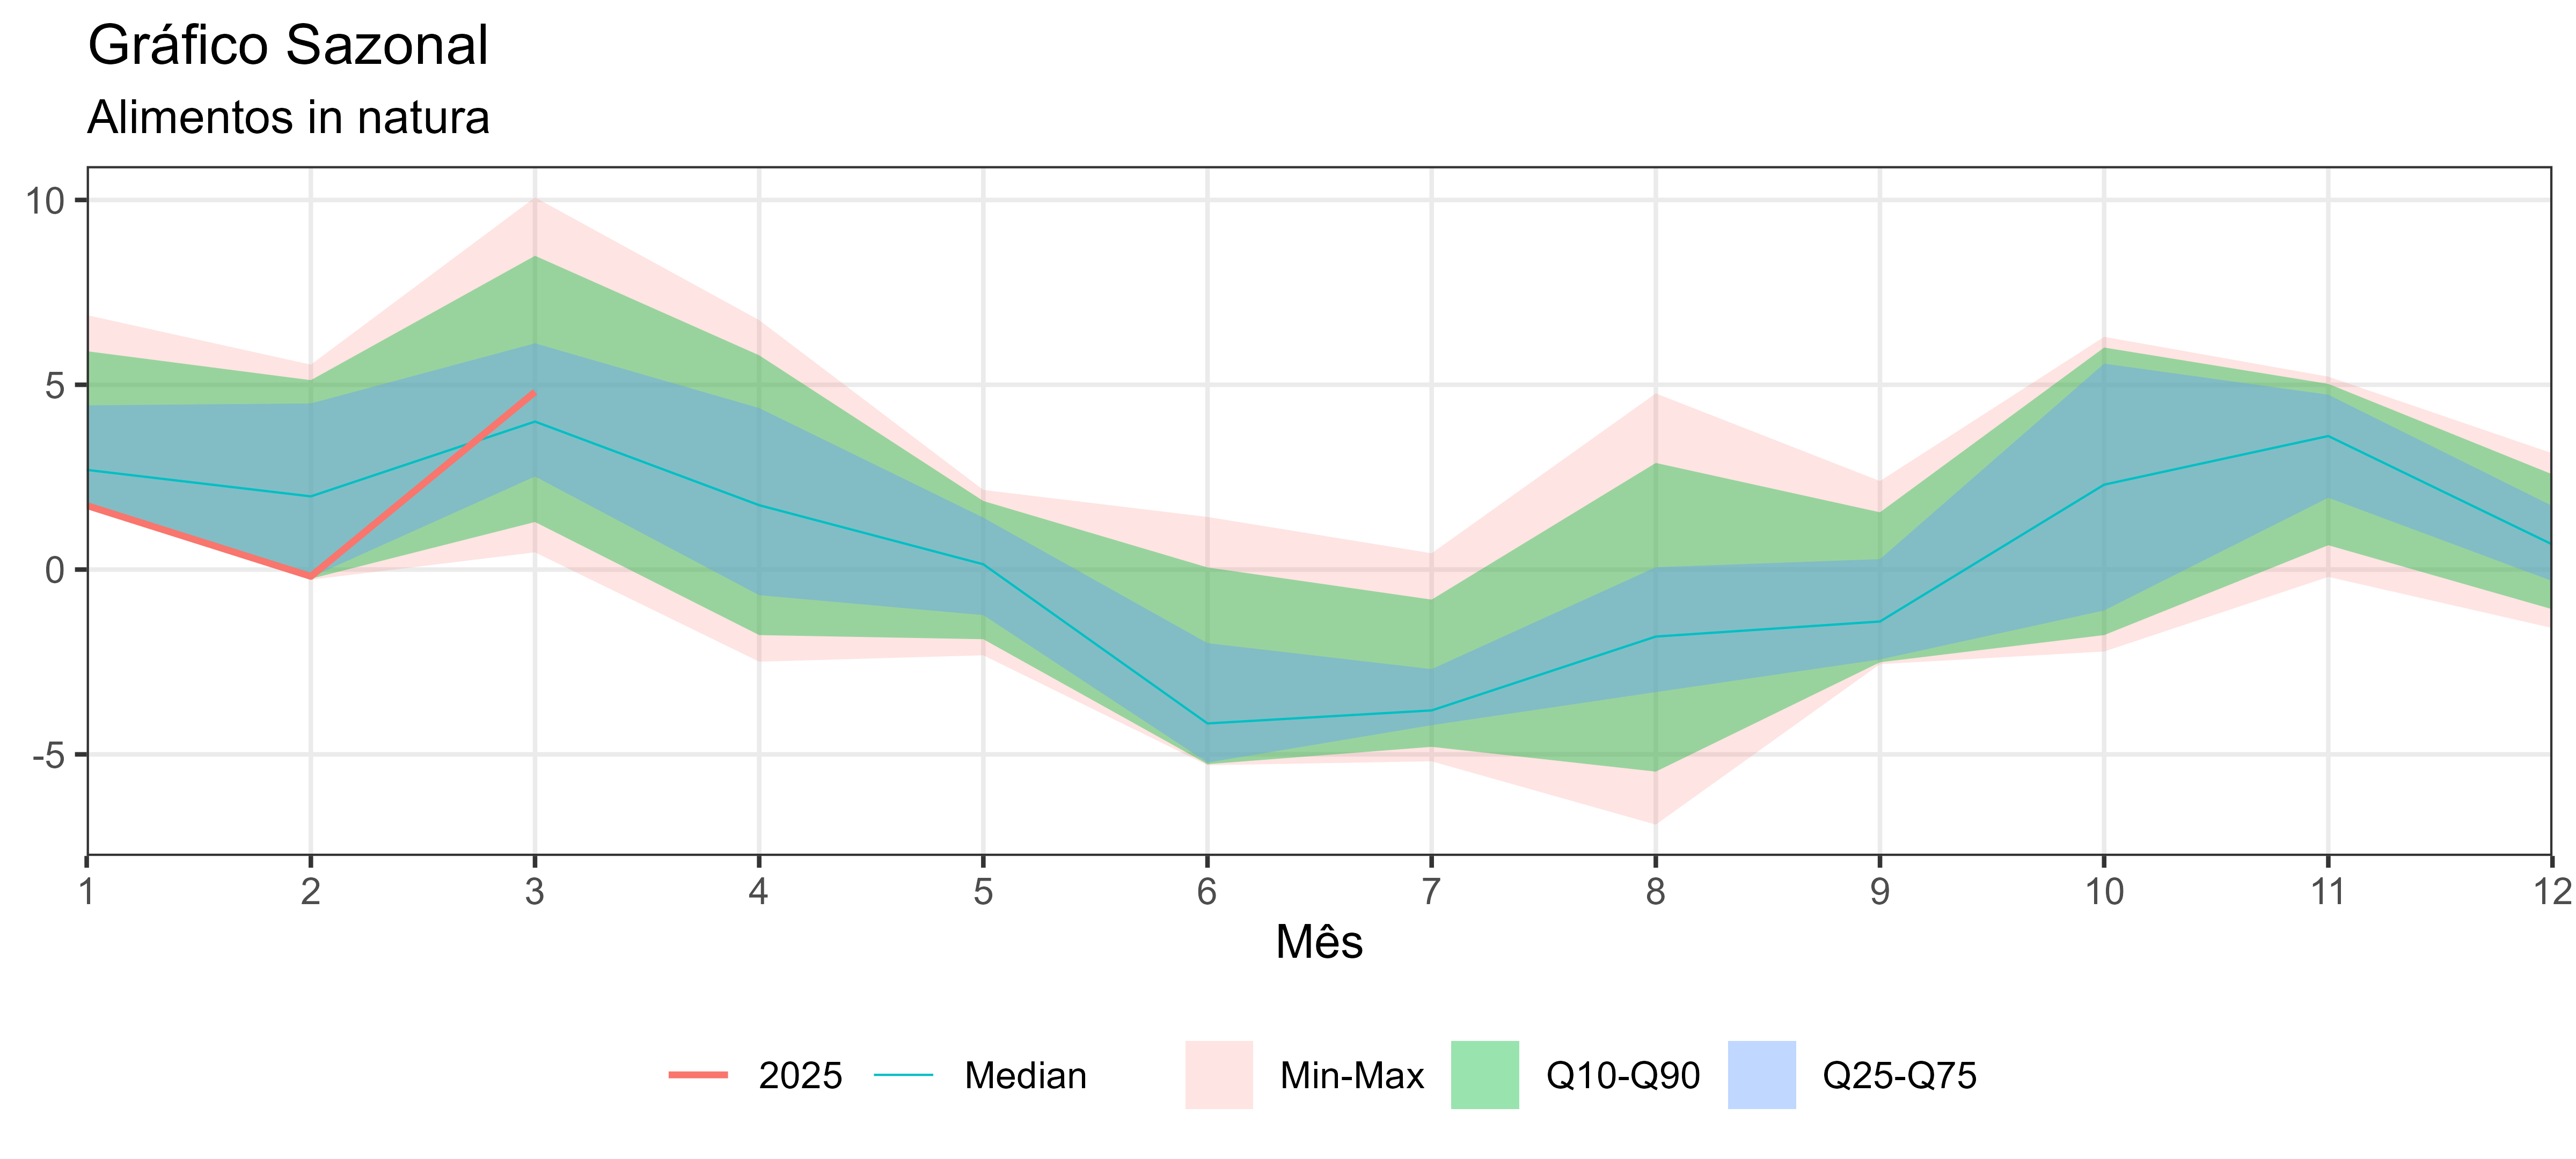 Gráfico Sazonal
Alimentos in natura
10
5
0
-5
1 2 3 4 5 6 7 8 9 10 11 12
Mês
2025 Median Min-Max Q10-Q90 Q25-Q75